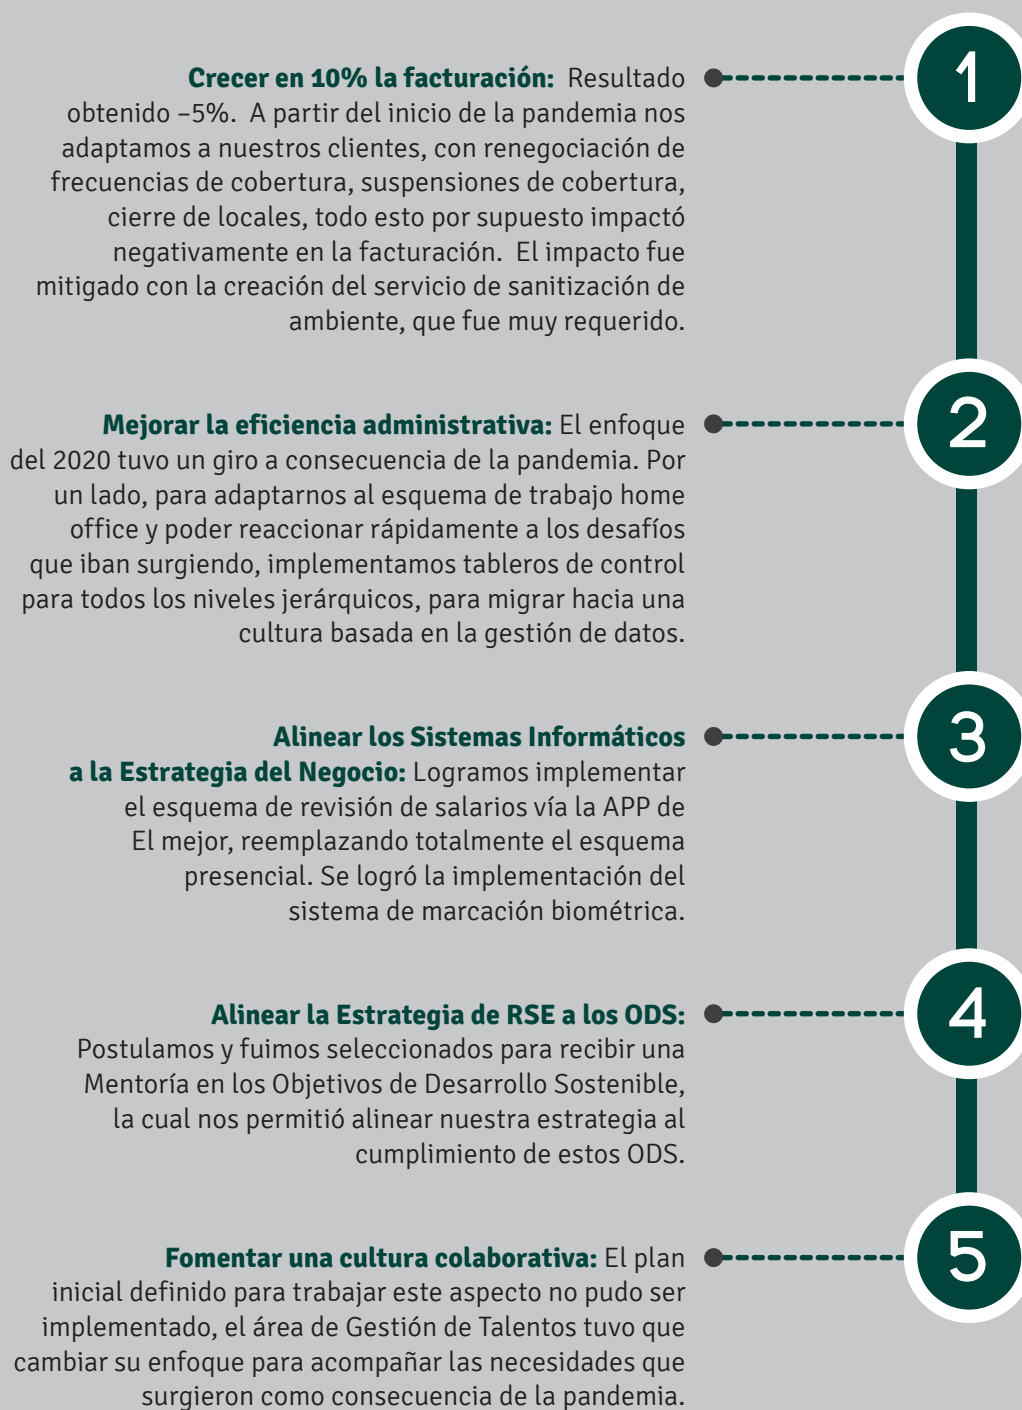 Crecer en 10% la facturación: Resultado
obtenido –5%. A partir del inicio de la pandemia nos
adaptamos a nuestros clientes, con renegociación de
frecuencias de cobertura, suspensiones de cobertura,
cierre de locales, todo esto por supuesto impactó
negativamente en la facturación. El impacto fue
mitigado con la creación del servicio de sanitización de
ambiente, que fue muy requerido.
1
Mejorar la eficiencia administrativa: El enfoque
del 2020 tuvo un giro a consecuencia de la pandemia. Por
un lado, para adaptarnos al esquema de trabajo home
office y poder reaccionar rápidamente a los desafíos
que iban surgiendo, implementamos tableros de control
para todos los niveles jerárquicos, para migrar hacia una
cultura basada en la gestión de datos.
2
Alinear los Sistemas Informáticos
a la Estrategia del Negocio: Logramos implementar
el esquema de revisión de salarios vía la APP de
El mejor, reemplazando totalmente el esquema
presencial. Se logró la implementación del
sistema de marcación biométrica.
3
Alinear la Estrategia de RSE a los ODS:
Postulamos y fuimos seleccionados para recibir una
Mentoría en los Objetivos de Desarrollo Sostenible,
la cual nos permitió alinear nuestra estrategia al
cumplimiento de estos ODS.
4
Fomentar una cultura colaborativa: El plan
inicial definido para trabajar este aspecto no pudo ser
implementado, el área de Gestión de Talentos tuvo que
cambiar su enfoque para acompañar las necesidades que
surgieron como consecuencia de la pandemia.
5